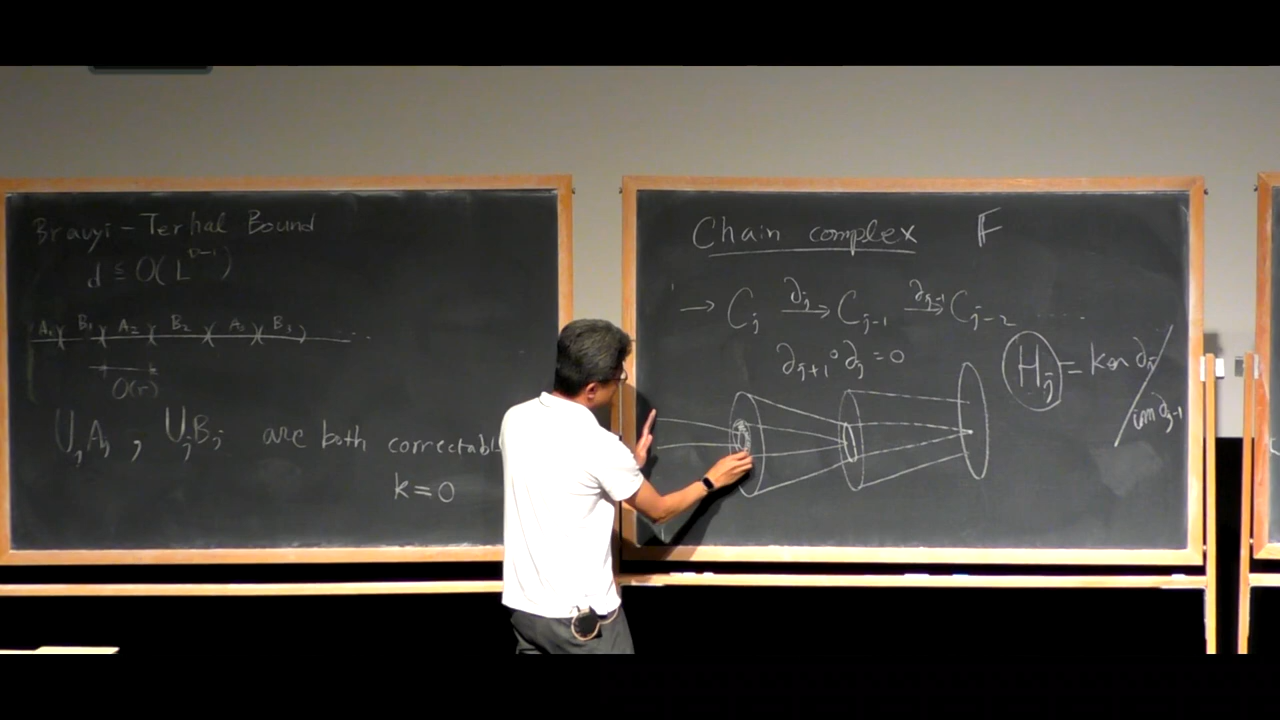 Bravyi-Terhal Bound
d ≤ O(L^{D-1})
A₁ B₁ A₂ B₂ A₃ B₃ ...
O(r)
⋃ⱼAⱼ , ⋃ⱼBⱼ are both correctable
k=0
Chain complex 𝔽
→ Cⱼ —∂ⱼ→ Cⱼ₋₁ —∂ⱼ₋₁→ Cⱼ₋₂ ....
∂ⱼ₊₁∘∂ⱼ=0
Hⱼ = ker ∂ⱼ / im ∂ⱼ₋₁